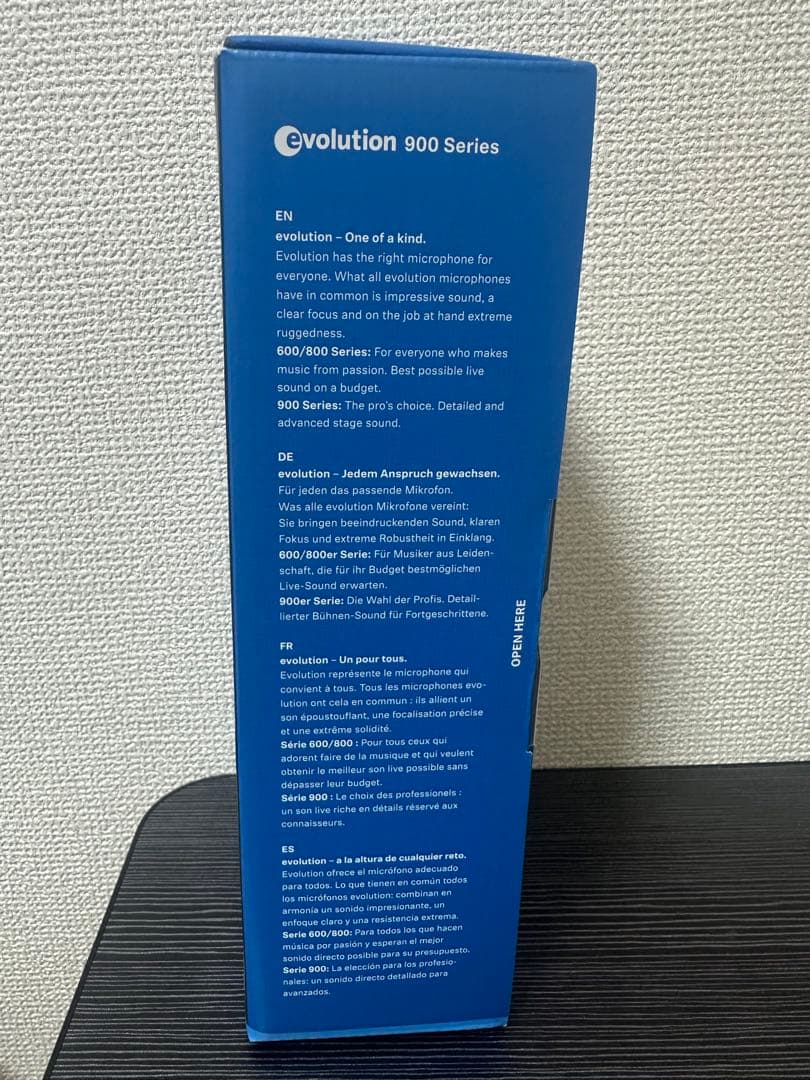 evolution 900 Series
EN
evolution – One of a kind.
Evolution has the right microphone for
everyone. What all evolution microphones
have in common is impressive sound, a
clear focus and on the job at hand extreme
ruggedness.
600/800 Series: For everyone who makes
music from passion. Best possible live
sound on a budget.
900 Series: The pro's choice. Detailed and
advanced stage sound.
DE
evolution – Jedem Anspruch gewachsen.
Für jeden das passende Mikrofon.
Was alle evolution Mikrofone vereint:
Sie bringen beeindruckenden Sound, klaren
Fokus und extreme Robustheit in Einklang.
600/800er Serie: Für Musiker aus Leiden-
schaft, die für ihr Budget bestmöglichen
Live-Sound erwarten.
900er Serie: Die Wahl der Profis. Detail-
lierter Bühnen-Sound für Fortgeschrittene.
OPEN HERE
FR
evolution – Un pour tous.
Evolution représente le microphone qui
convient à tous. Tous les microphones evo-
lution ont cela en commun : ils allient un
son époustouflant, une focalisation précise
et une extrême solidité.
Série 600/800 : Pour tous ceux qui
adorent faire de la musique et qui veulent
obtenir le meilleur son live possible sans
dépasser leur budget.
Série 900 : Le choix des professionels :
un son live riche en détails réservé aux
connaisseurs.
ES
evolution – a la altura de cualquier reto.
Evolution ofrece el micrófono adecuado
para todos. Lo que tienen en común todos
los micrófonos evolution: combinan en
armonía un sonido impresionante, un
enfoque claro y una resistencia extrema.
Serie 600/800: Para todos los que hacen
música por pasión y esperan el mejor
sonido directo posible para su presupuesto.
Serie 900: La elección para los profesio-
nales: un sonido directo detallado para
avanzados.